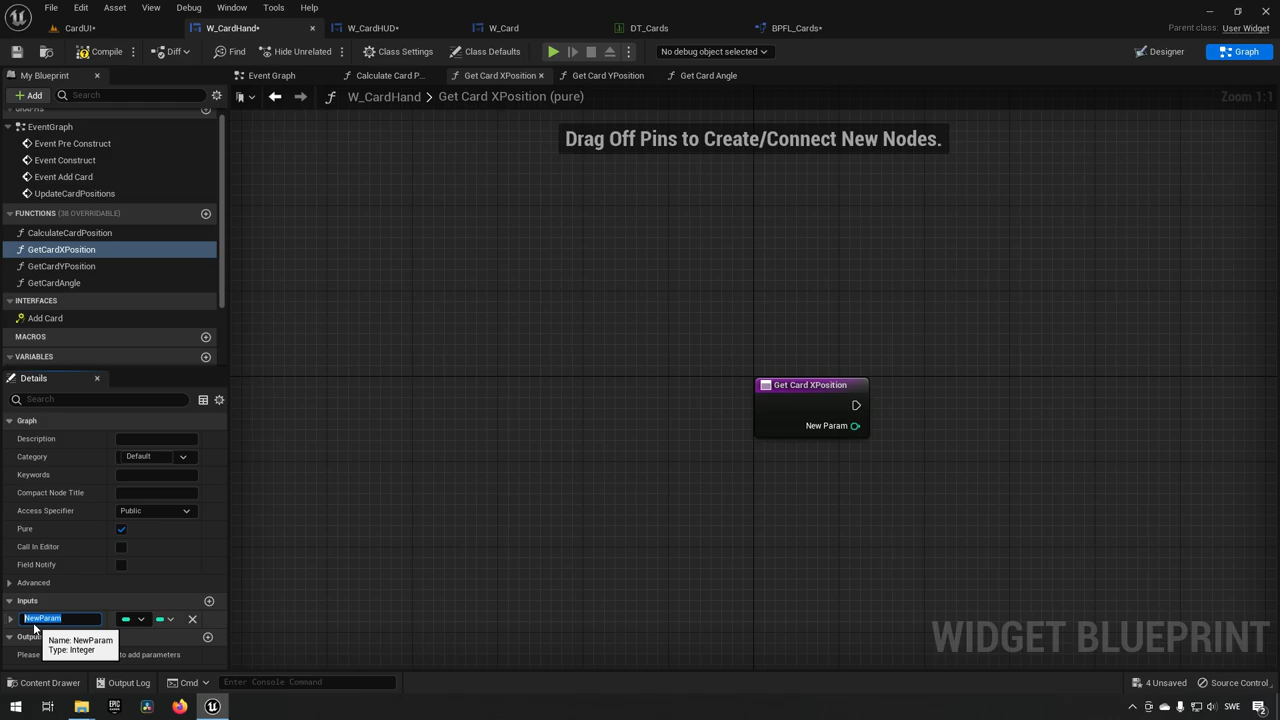 File Edit Asset View Debug Window Tools Help
CardUI*
W_CardHand*
W_CardHUD*
W_Card
DT_Cards
BPFL_Cards*
Parent class: User Widget
Compile
Diff
Find
Hide Unrelated
Class Settings
Class Defaults
No debug object selected
Designer
Graph
My Blueprint
Event Graph
Calculate Card P...
Get Card XPosition
Get Card YPosition
Get Card Angle
Add
Search
W_CardHand > Get Card XPosition (pure)
Zoom 1:1
GRAPHS
EventGraph
Event Pre Construct
Event Construct
Event Add Card
UpdateCardPositions
FUNCTIONS (38 OVERRIDABLE)
CalculateCardPosition
GetCardXPosition
GetCardYPosition
GetCardAngle
INTERFACES
Add Card
MACROS
VARIABLES
Drag Off Pins to Create/Connect New Nodes.
Get Card XPosition
New Param
Details
Search
Graph
Description
Category
Default
Keywords
Compact Node Title
Access Specifier
Public
Pure
Call In Editor
Field Notify
Advanced
Inputs
NewParam
Name: NewParam
Type: Integer
Outpu
Please
to add parameters
WIDGET BLUEPRINT
Content Drawer
Output Log
Cmd
Enter Console Command
4 Unsaved
Source Control
SWE
2